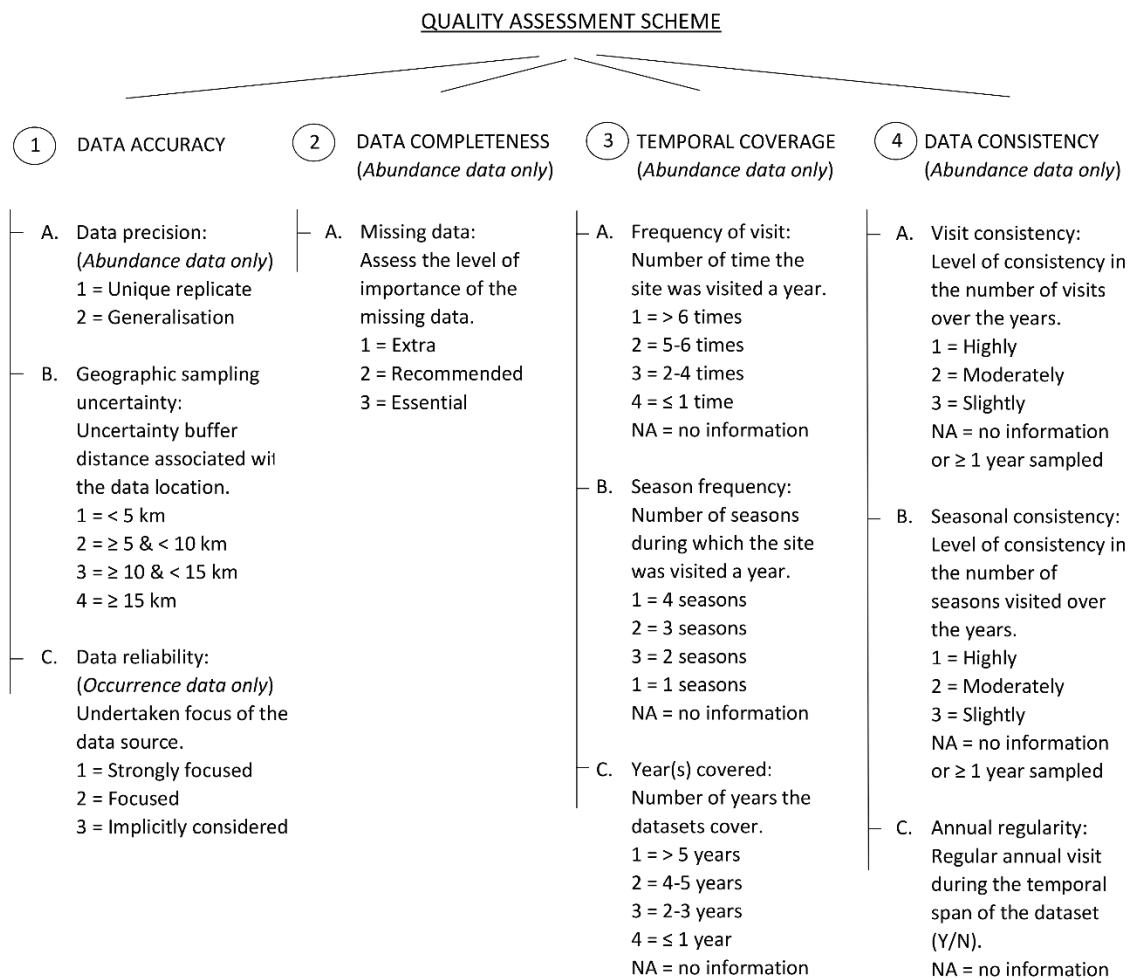 QUALITY ASSESSMENT SCHEME
1 DATA ACCURACY
A. Data precision:
(Abundance data only)
1 = Unique replicate
2 = Generalisation
B. Geographic sampling
uncertainty:
Uncertainty buffer
distance associated wit
the data location.
1 = < 5 km
2 = ≥ 5 & < 10 km
3 = ≥ 10 & < 15 km
4 = ≥ 15 km
C. Data reliability:
(Occurrence data only)
Undertaken focus of the
data source.
1 = Strongly focused
2 = Focused
3 = Implicitly considered
2 DATA COMPLETENESS
(Abundance data only)
A. Missing data:
Assess the level of
importance of the
missing data.
1 = Extra
2 = Recommended
3 = Essential
3 TEMPORAL COVERAGE
(Abundance data only)
A. Frequency of visit:
Number of time the
site was visited a year.
1 = > 6 times
2 = 5-6 times
3 = 2-4 times
4 = ≤ 1 time
NA = no information
B. Season frequency:
Number of seasons
during which the site
was visited a year.
1 = 4 seasons
2 = 3 seasons
3 = 2 seasons
1 = 1 seasons
NA = no information
C. Year(s) covered:
Number of years the
datasets cover.
1 = > 5 years
2 = 4-5 years
3 = 2-3 years
4 = ≤ 1 year
NA = no information
4 DATA CONSISTENCY
(Abundance data only)
A. Visit consistency:
Level of consistency in
the number of visits
over the years.
1 = Highly
2 = Moderately
3 = Slightly
NA = no information
or ≥ 1 year sampled
B. Seasonal consistency:
Level of consistency in
the number of
seasons visited over
the years.
1 = Highly
2 = Moderately
3 = Slightly
NA = no information
or ≥ 1 year sampled
C. Annual regularity:
Regular annual visit
during the temporal
span of the dataset
(Y/N).
NA = no information